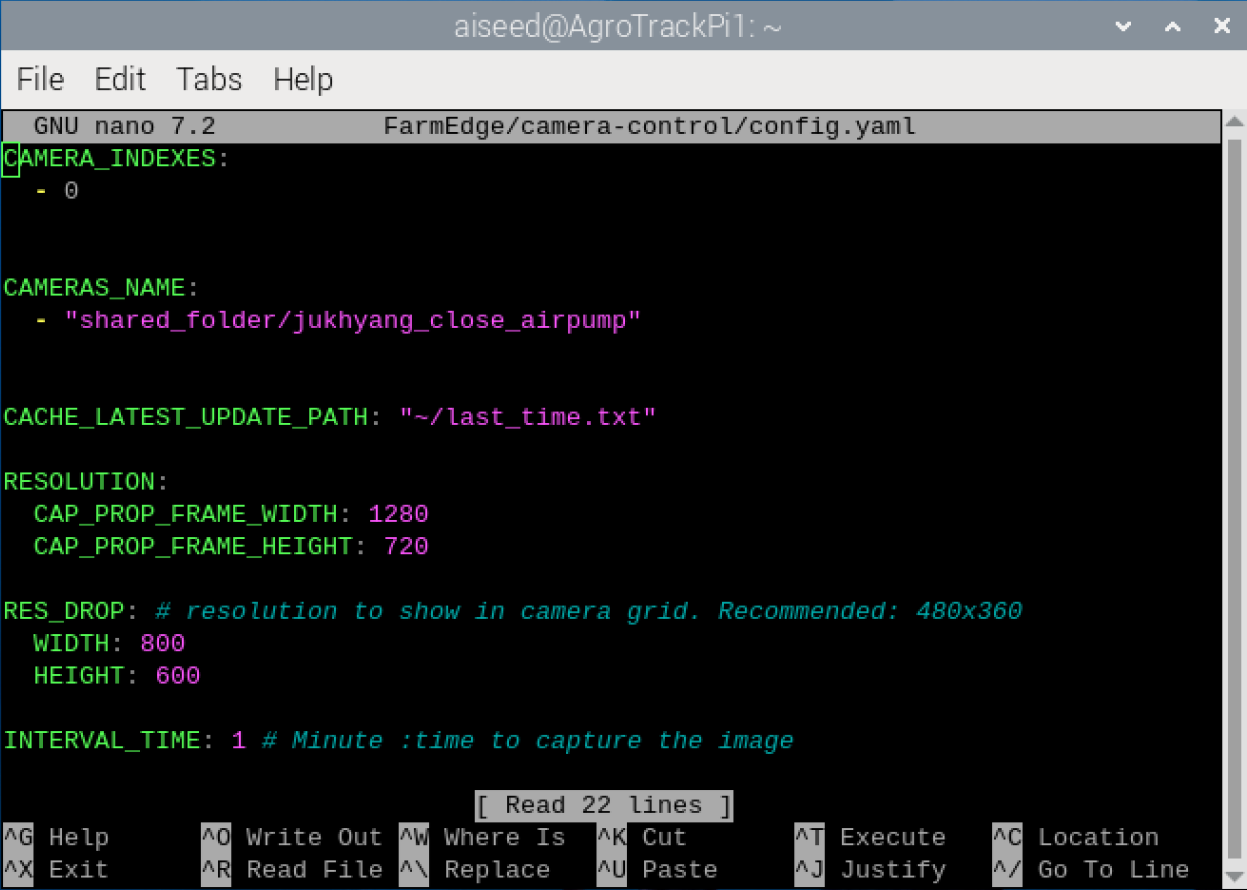 aiseed@AgroTrackPi1: ~
File Edit Tabs Help
GNU nano 7.2 FarmEdge/camera-control/config.yaml
CAMERA_INDEXES:
  - 0
CAMERAS_NAME:
  - "shared_folder/jukhyang_close_airpump"
CACHE_LATEST_UPDATE_PATH: "~/last_time.txt"
RESOLUTION:
  CAP_PROP_FRAME_WIDTH: 1280
  CAP_PROP_FRAME_HEIGHT: 720
RES_DROP: # resolution to show in camera grid. Recommended: 480x360
  WIDTH: 800
  HEIGHT: 600
INTERVAL_TIME: 1 # Minute :time to capture the image
[ Read 22 lines ]
^G Help ^O Write Out ^W Where Is ^K Cut ^T Execute ^C Location
^X Exit ^R Read File ^\ Replace ^U Paste ^J Justify ^/ Go To Line